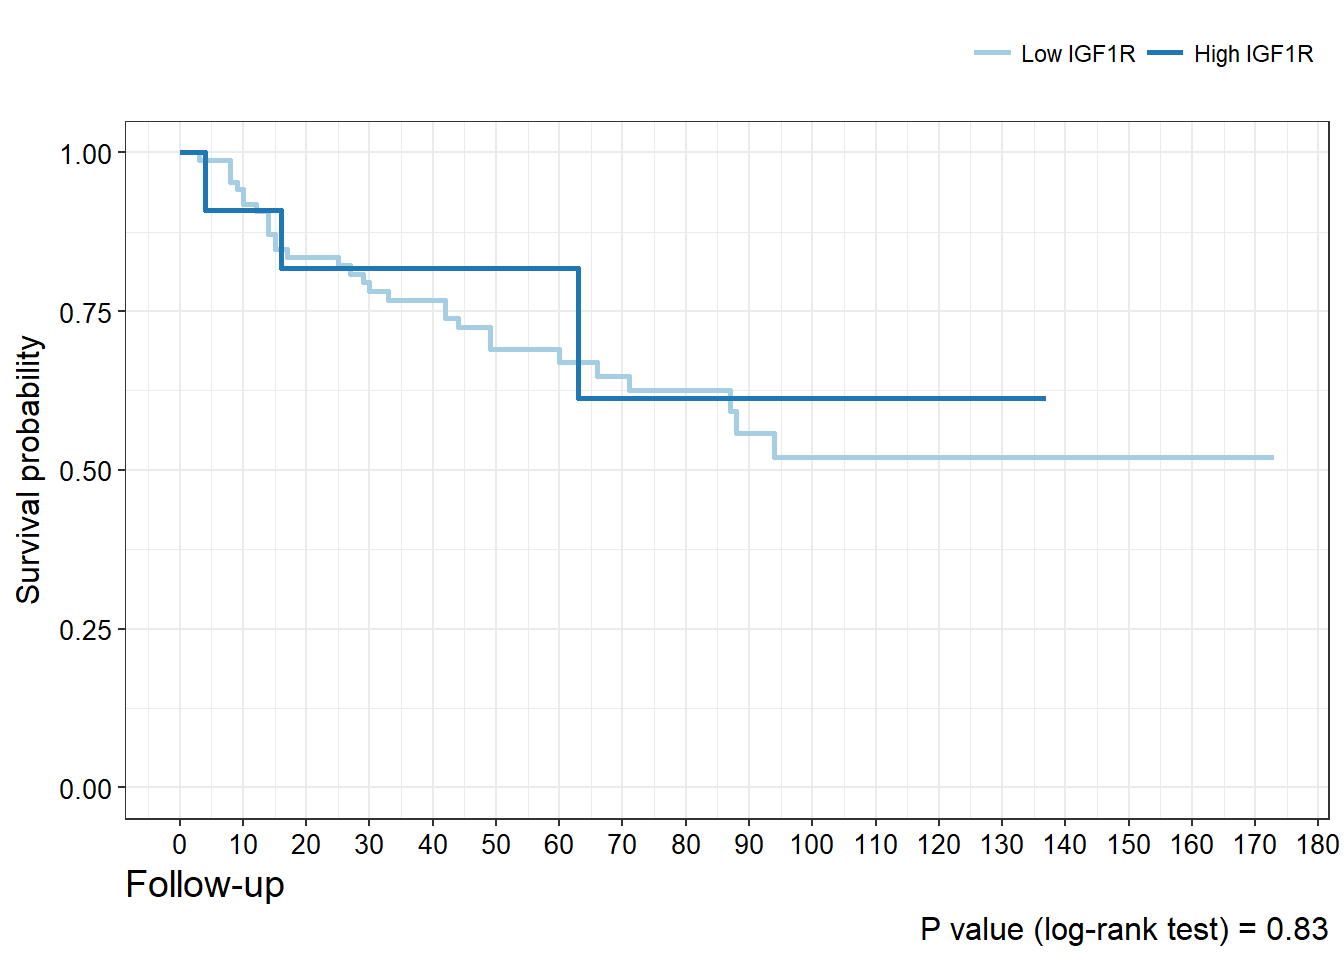 Low IGF1R High IGF1R
1.00
0.75
0.50
0.25
0.00
Survival probability
0 10 20 30 40 50 60 70 80 90 100 110 120 130 140 150 160 170 180
Follow-up
P value (log-rank test) = 0.83